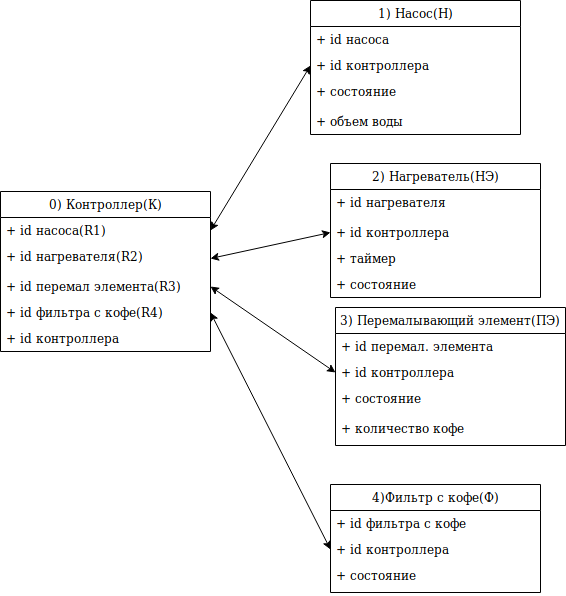 1) Насос(Н)
+ id насоса
+ id контроллера
+ состояние
+ объем воды
2) Нагреватель(НЭ)
+ id нагревателя
+ id контроллера
+ таймер
+ состояние
0) Контроллер(К)
+ id насоса(R1)
+ id нагревателя(R2)
+ id перемал элемента(R3)
+ id фильтра с кофе(R4)
+ id контроллера
3) Перемалывающий элемент(ПЭ)
+ id перемал. элемента
+ id контроллера
+ состояние
+ количество кофе
4)Фильтр с кофе(Ф)
+ id фильтра с кофе
+ id контроллера
+ состояние